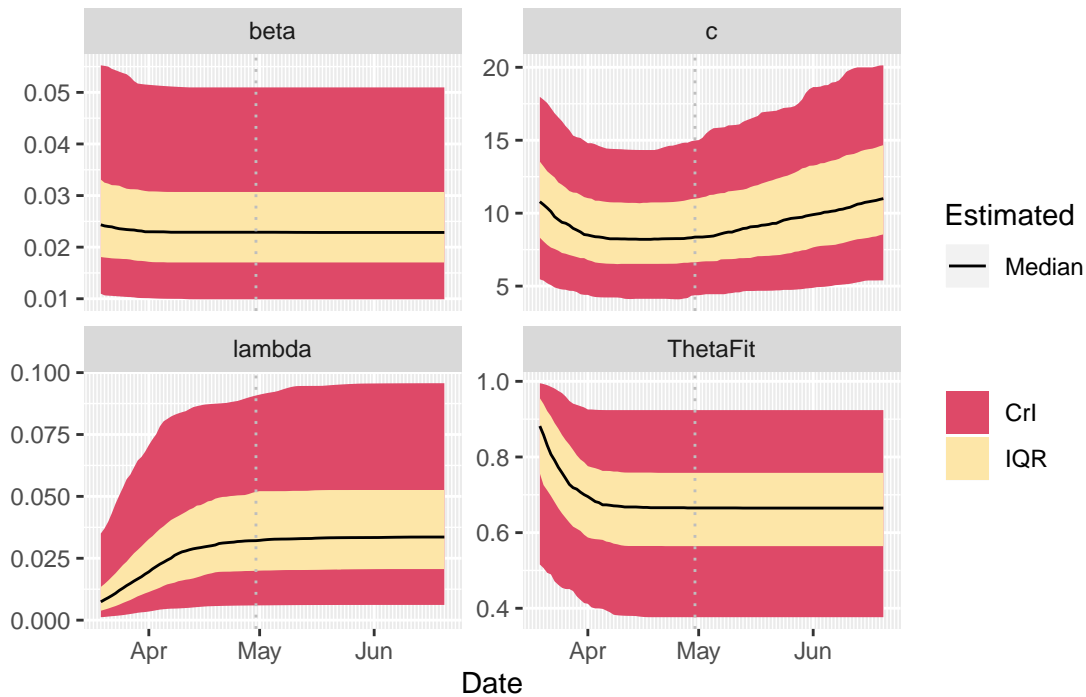 beta
c
0.05
0.04
0.03
0.02
0.01
20
15
10
5
lambda
ThetaFit
0.100
0.075
0.050
0.025
0.000
1.0
0.8
0.6
0.4
Apr May Jun
Apr May Jun
Date
Estimated
Median
CrI
IQR